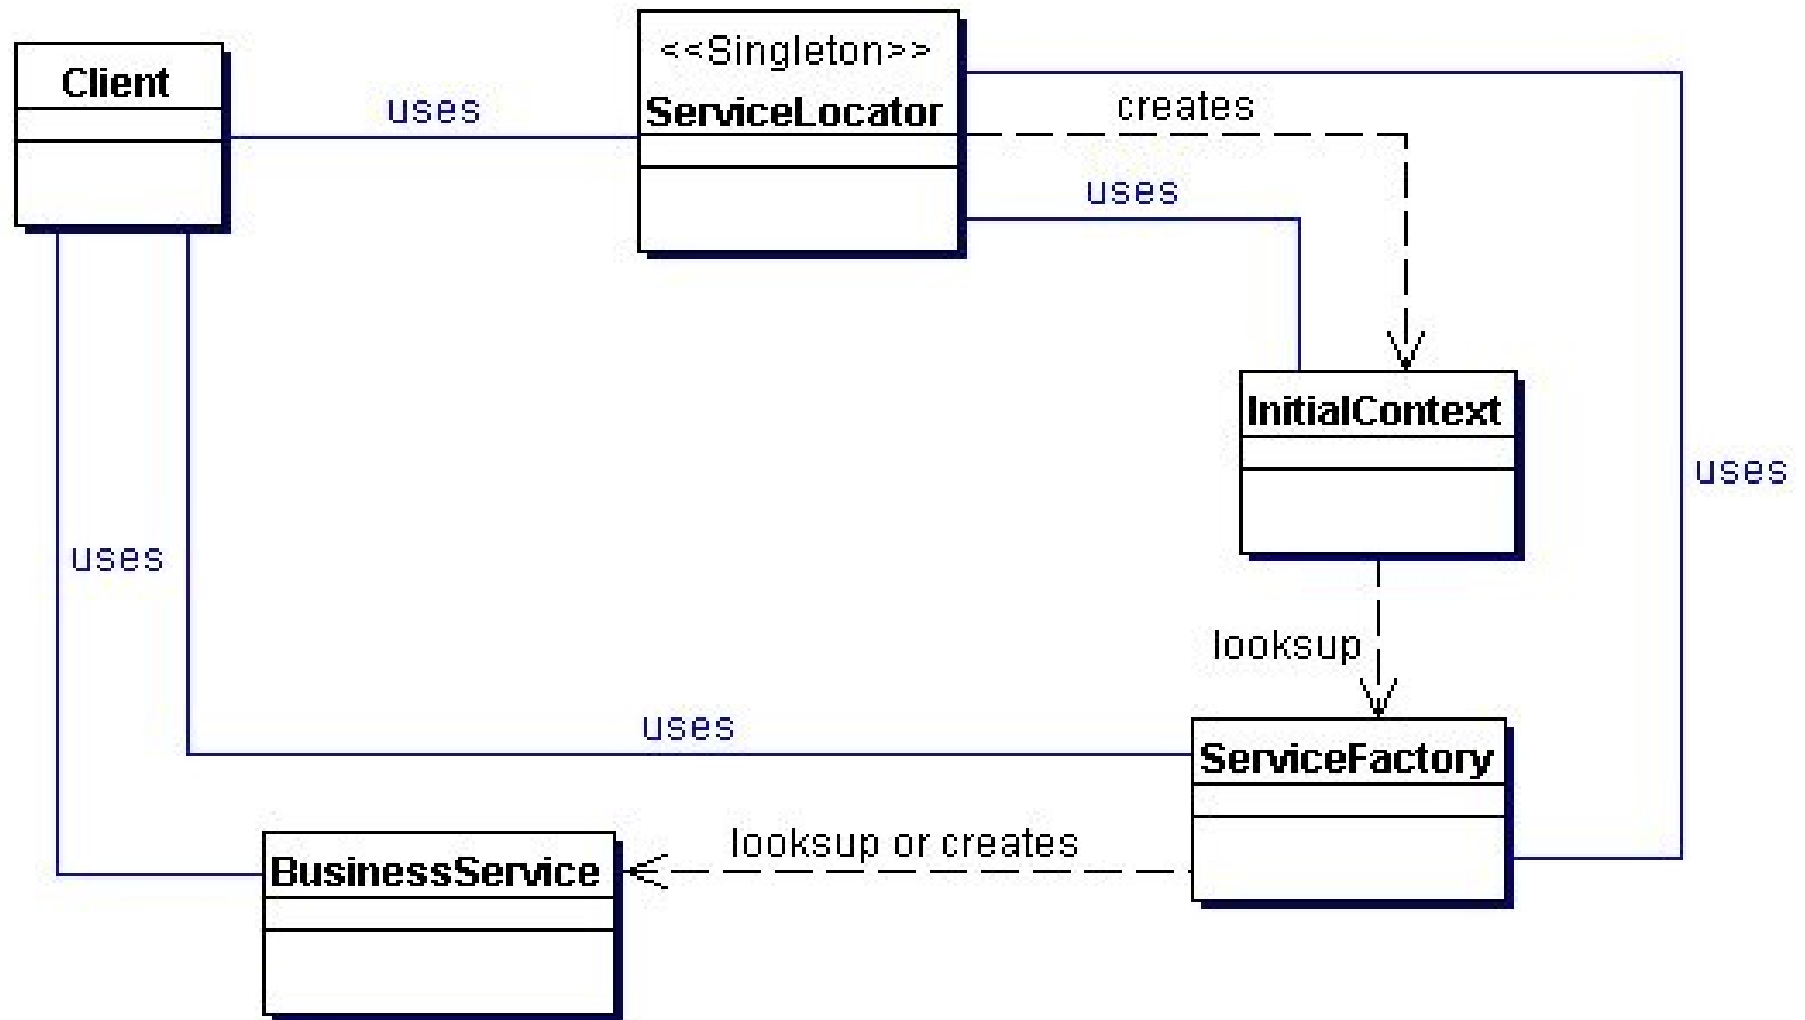 <<Singleton>>
Client
ServiceLocator
uses
creates
uses
InitialContext
uses
uses
looksup
uses
ServiceFactory
looksup or creates
BusinessService